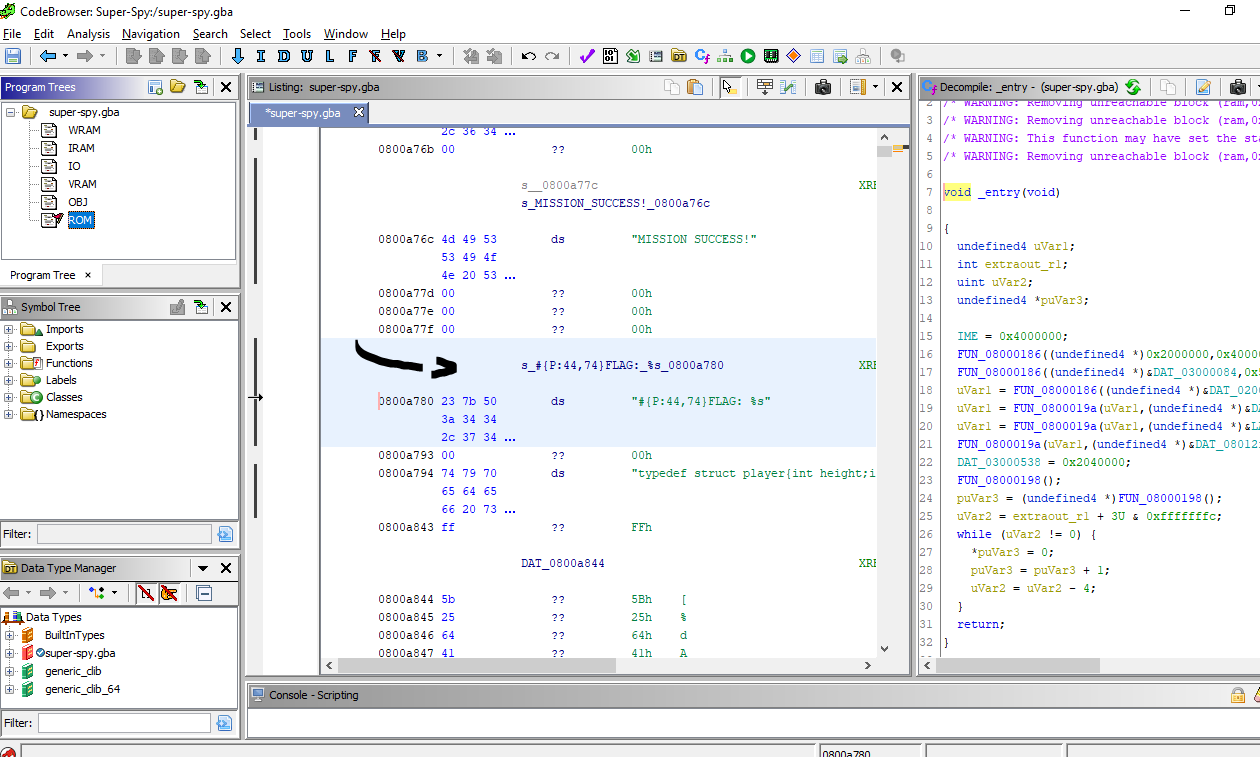 CodeBrowser: Super-Spy:/super-spy.gba
File Edit Analysis Navigation Search Select Tools Window Help
I D U L F R V B
Program Trees
super-spy.gba
WRAM
IRAM
IO
VRAM
OBJ
ROM
Program Tree ×
Symbol Tree
Imports
Exports
Functions
Labels
Classes
Namespaces
Filter:
Data Type Manager
Data Types
BuiltInTypes
super-spy.gba
generic_clib
generic_clib_64
Filter:
Listing: super-spy.gba
*super-spy.gba
2c 36 34 ...
0800a76b 00 ?? 00h
s__0800a77c XRE
s_MISSION_SUCCESS!_0800a76c
0800a76c 4d 49 53 ds "MISSION SUCCESS!"
53 49 4f
4e 20 53 ...
0800a77d 00 ?? 00h
0800a77e 00 ?? 00h
0800a77f 00 ?? 00h
s_#{P:44,74}FLAG:_%s_0800a780 XRE
0800a780 23 7b 50 ds "#{P:44,74}FLAG: %s"
3a 34 34
2c 37 34 ...
0800a793 00 ?? 00h
0800a794 74 79 70 ds "typedef struct player{int height;i
65 64 65
66 20 73 ...
0800a843 ff ?? FFh
DAT_0800a844 XRE
0800a844 5b ?? 5Bh [
0800a845 25 ?? 25h %
0800a846 64 ?? 64h d
0800a847 41 ?? 41h A
Decompile: _entry - (super-spy.gba)
2 /* WARNING: Removing unreachable block (ram,0
3 /* WARNING: Removing unreachable block (ram,0
4 /* WARNING: This function may have set the sta
5 /* WARNING: Removing unreachable block (ram,0
6
7 void _entry(void)
8
9 {
10 undefined4 uVar1;
11 int extraout_r1;
12 uint uVar2;
13 undefined4 *puVar3;
14
15 IME = 0x4000000;
16 FUN_08000186((undefined4 *)0x2000000,0x4000
17 FUN_08000186((undefined4 *)&DAT_03000084,0x5
18 uVar1 = FUN_08000186((undefined4 *)&DAT_020
19 uVar1 = FUN_0800019a(uVar1,(undefined4 *)&D
20 uVar1 = FUN_0800019a(uVar1,(undefined4 *)&L
21 FUN_0800019a(uVar1,(undefined4 *)&DAT_08012
22 DAT_03000538 = 0x2040000;
23 FUN_08000198();
24 puVar3 = (undefined4 *)FUN_08000198();
25 uVar2 = extraout_r1 + 3U & 0xfffffffc;
26 while (uVar2 != 0) {
27 *puVar3 = 0;
28 puVar3 = puVar3 + 1;
29 uVar2 = uVar2 - 4;
30 }
31 return;
32 }
Console - Scripting
0800a780